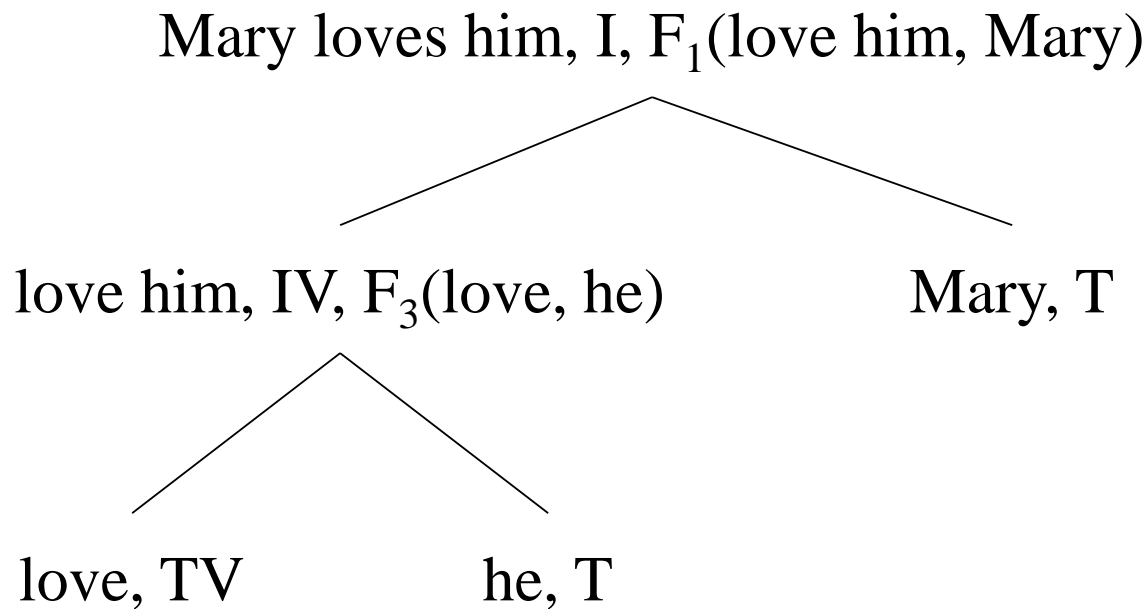 Mary loves him, I, F₁(love him, Mary)
love him, IV, F₃(love, he)
Mary, T
love, TV
he, T